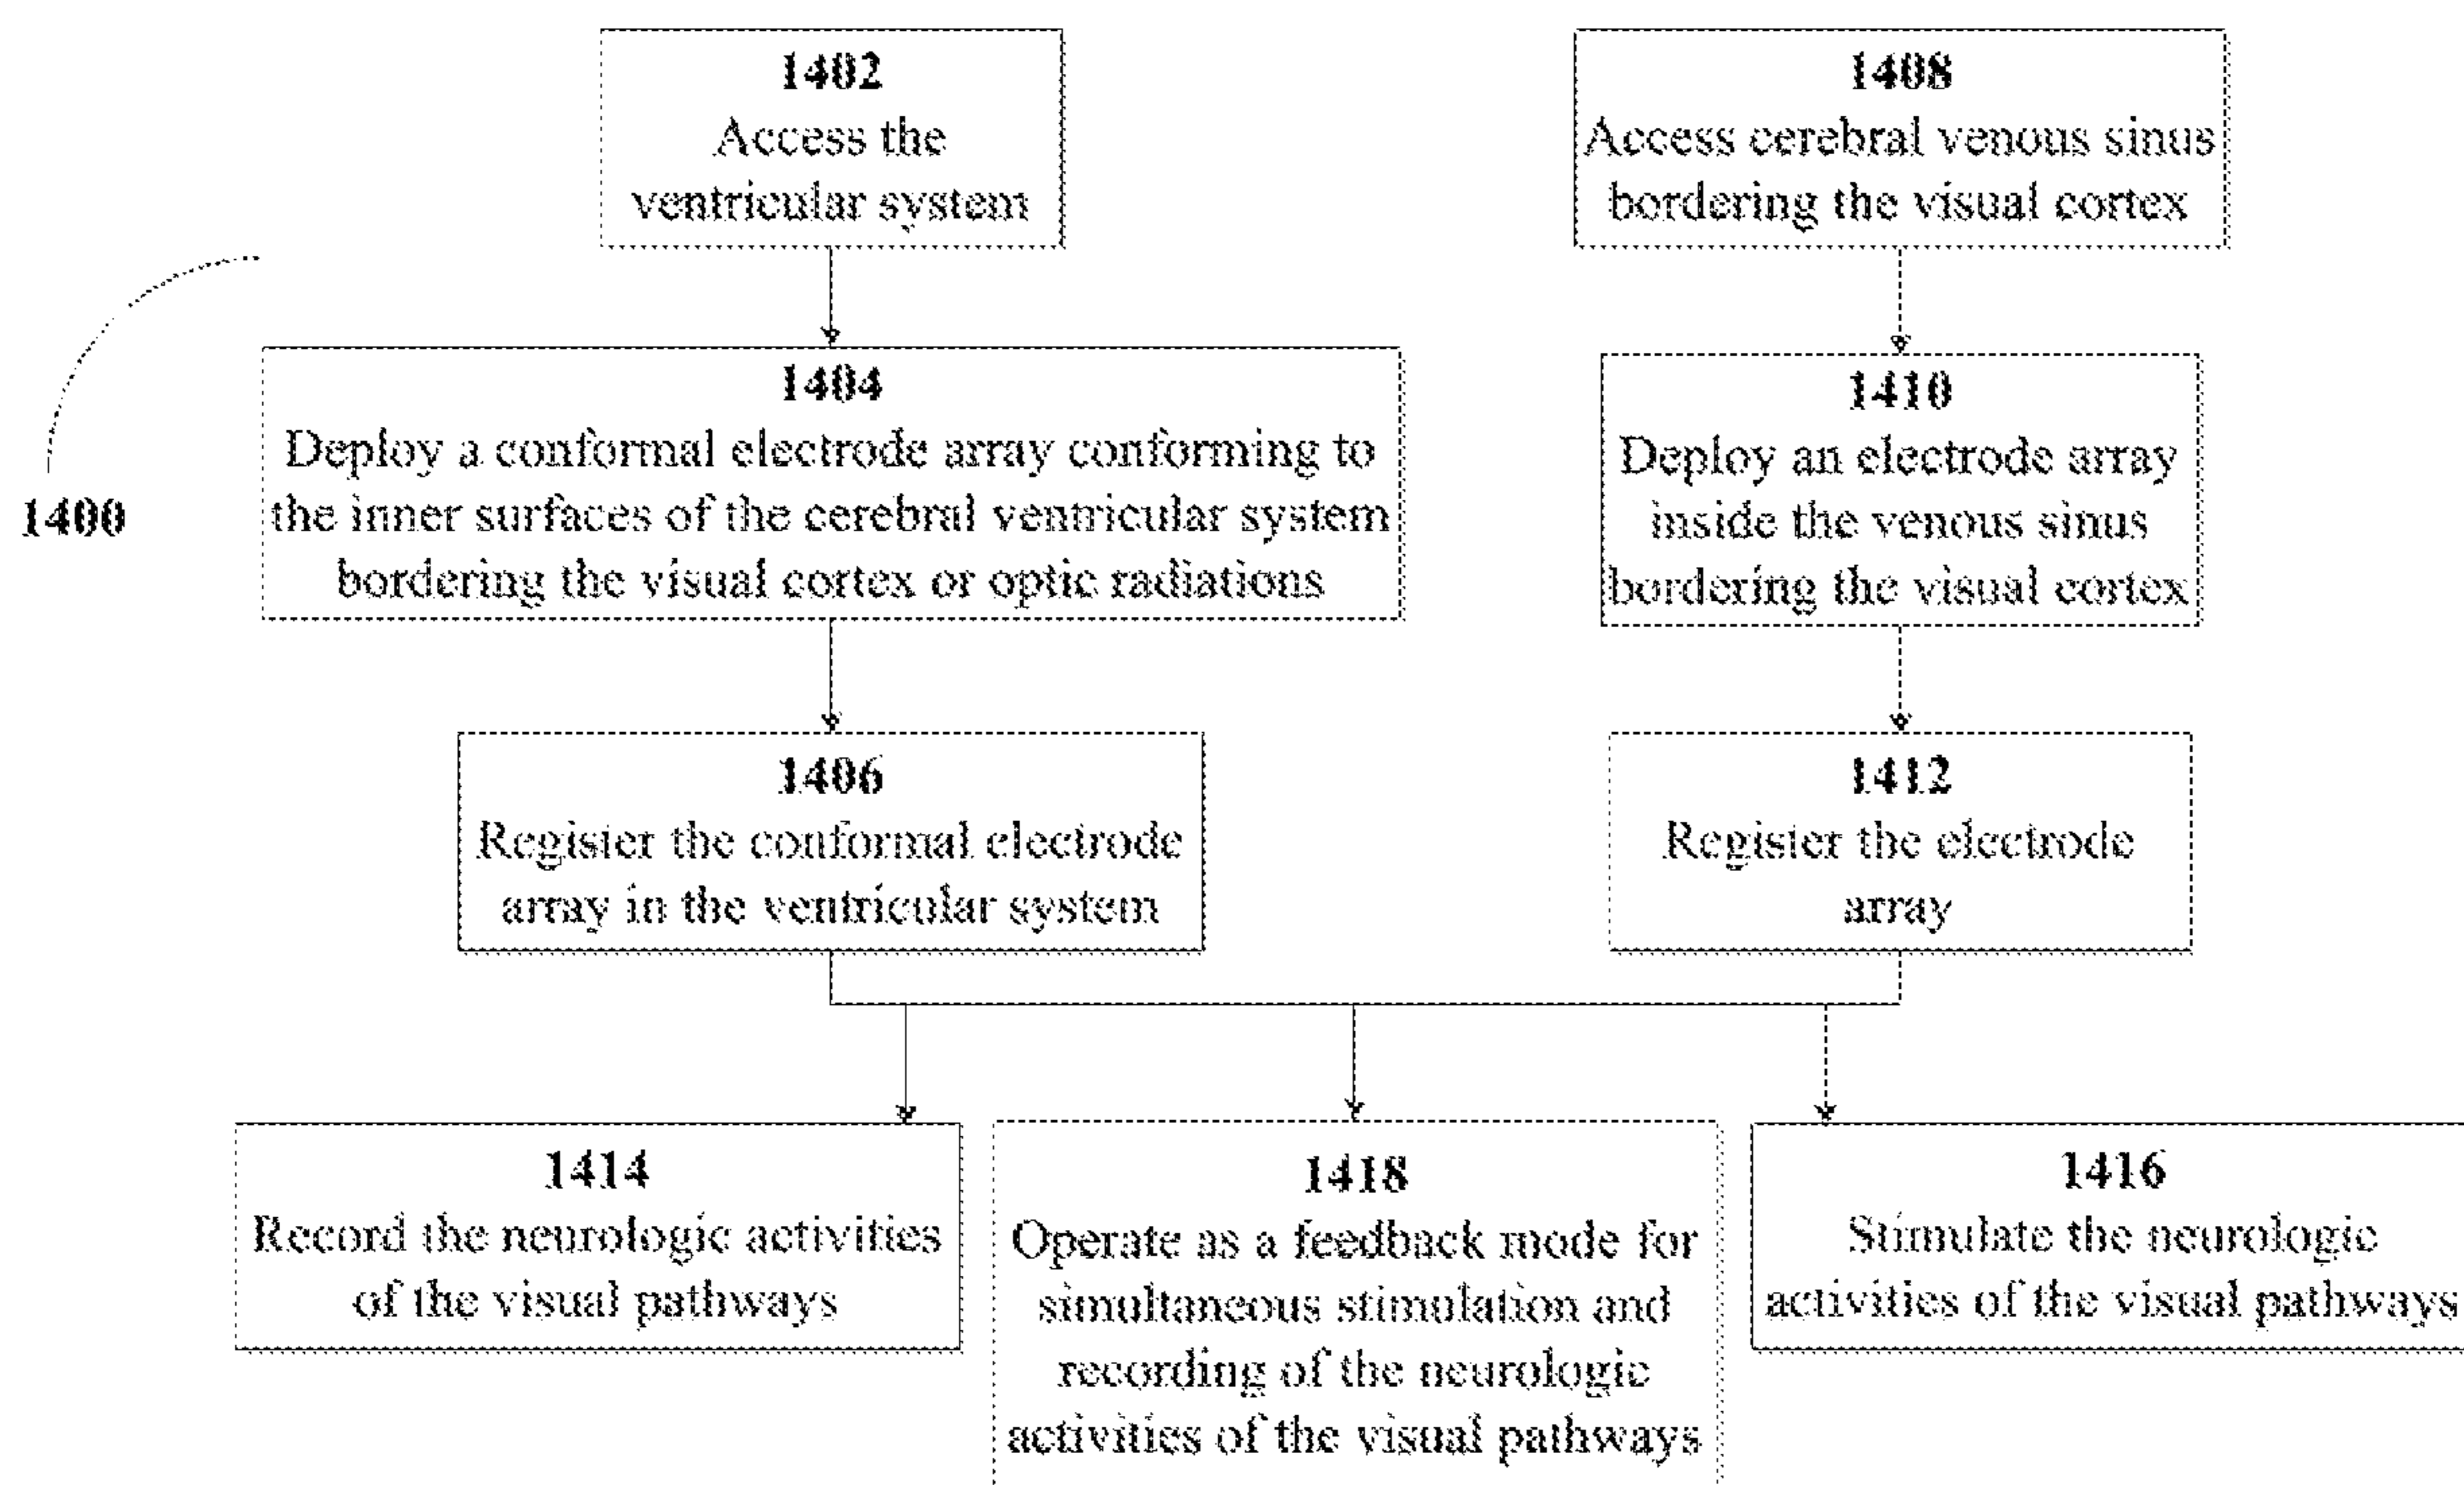 1402
Access the
ventricular system
1408
Access cerebral venous sinus
bordering the visual cortex
1400
1404
Deploy a conformal electrode array conforming to
the inner surfaces of the cerebral ventricular system
bordering the visual cortex or optic radiations
1410
Deploy an electrode array
inside the venous sinus
bordering the visual cortex
1406
Register the conformal electrode
array in the ventricular system
1412
Register the electrode
array
1414
Record the neurologic activities
of the visual pathways
1418
Operate as a feedback mode for
simultaneous stimulation and
recording of the neurologic
activities of the visual pathways
1416
Stimulate the neurologic
activities of the visual pathways